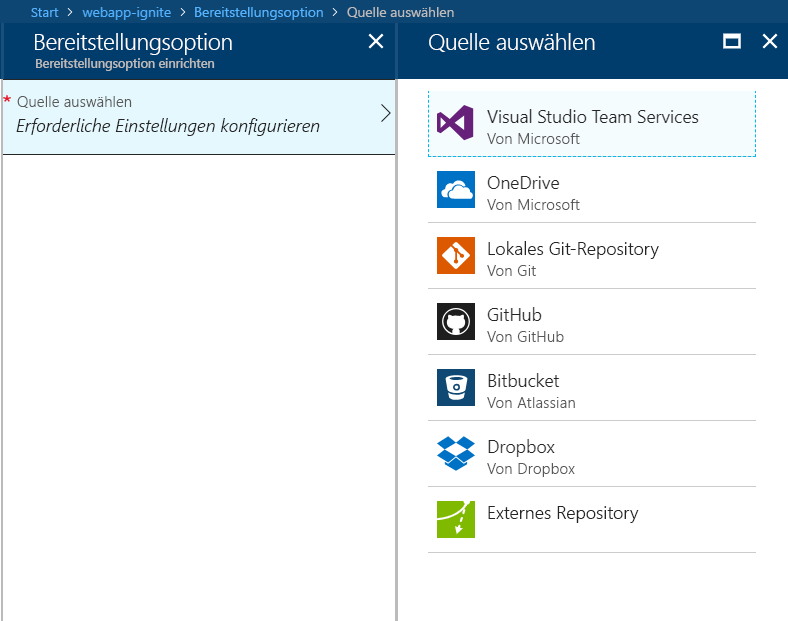 Start > webapp-ignite > Bereitstellungsoption > Quelle auswählen
Bereitstellungsoption
Bereitstellungsoption einrichten
* Quelle auswählen
Erforderliche Einstellungen konfigurieren
Quelle auswählen
Visual Studio Team Services
Von Microsoft
OneDrive
Von Microsoft
Lokales Git-Repository
Von Git
GitHub
Von GitHub
Bitbucket
Von Atlassian
Dropbox
Von Dropbox
Externes Repository